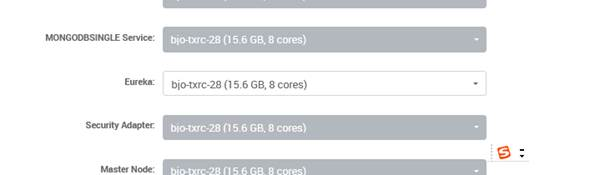 MONGODBSINGLE Service: bjo-txrc-28 (15.6 GB, 8 cores)
Eureka: bjo-txrc-28 (15.6 GB, 8 cores)
Security Adapter: bjo-txrc-28 (15.6 GB, 8 cores)
Master Node: bjo-txrc-28 (15.6 GB, 8 cores)